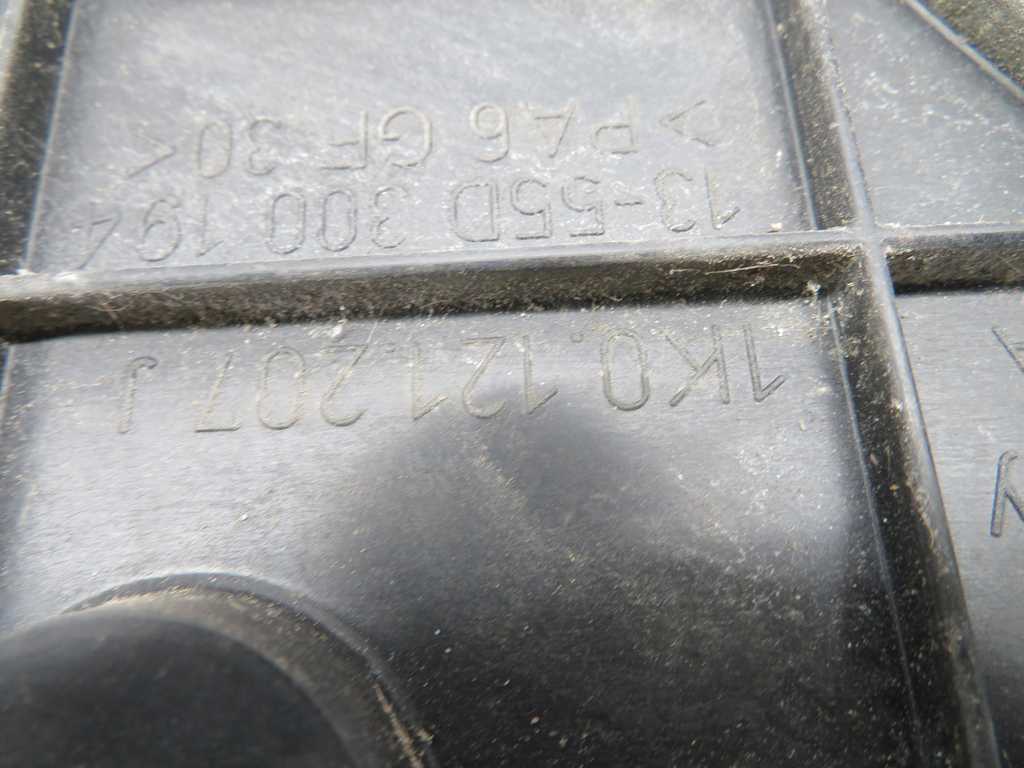 1K0.121.207 J
13-55D 300 194
>PA6 GF 30<